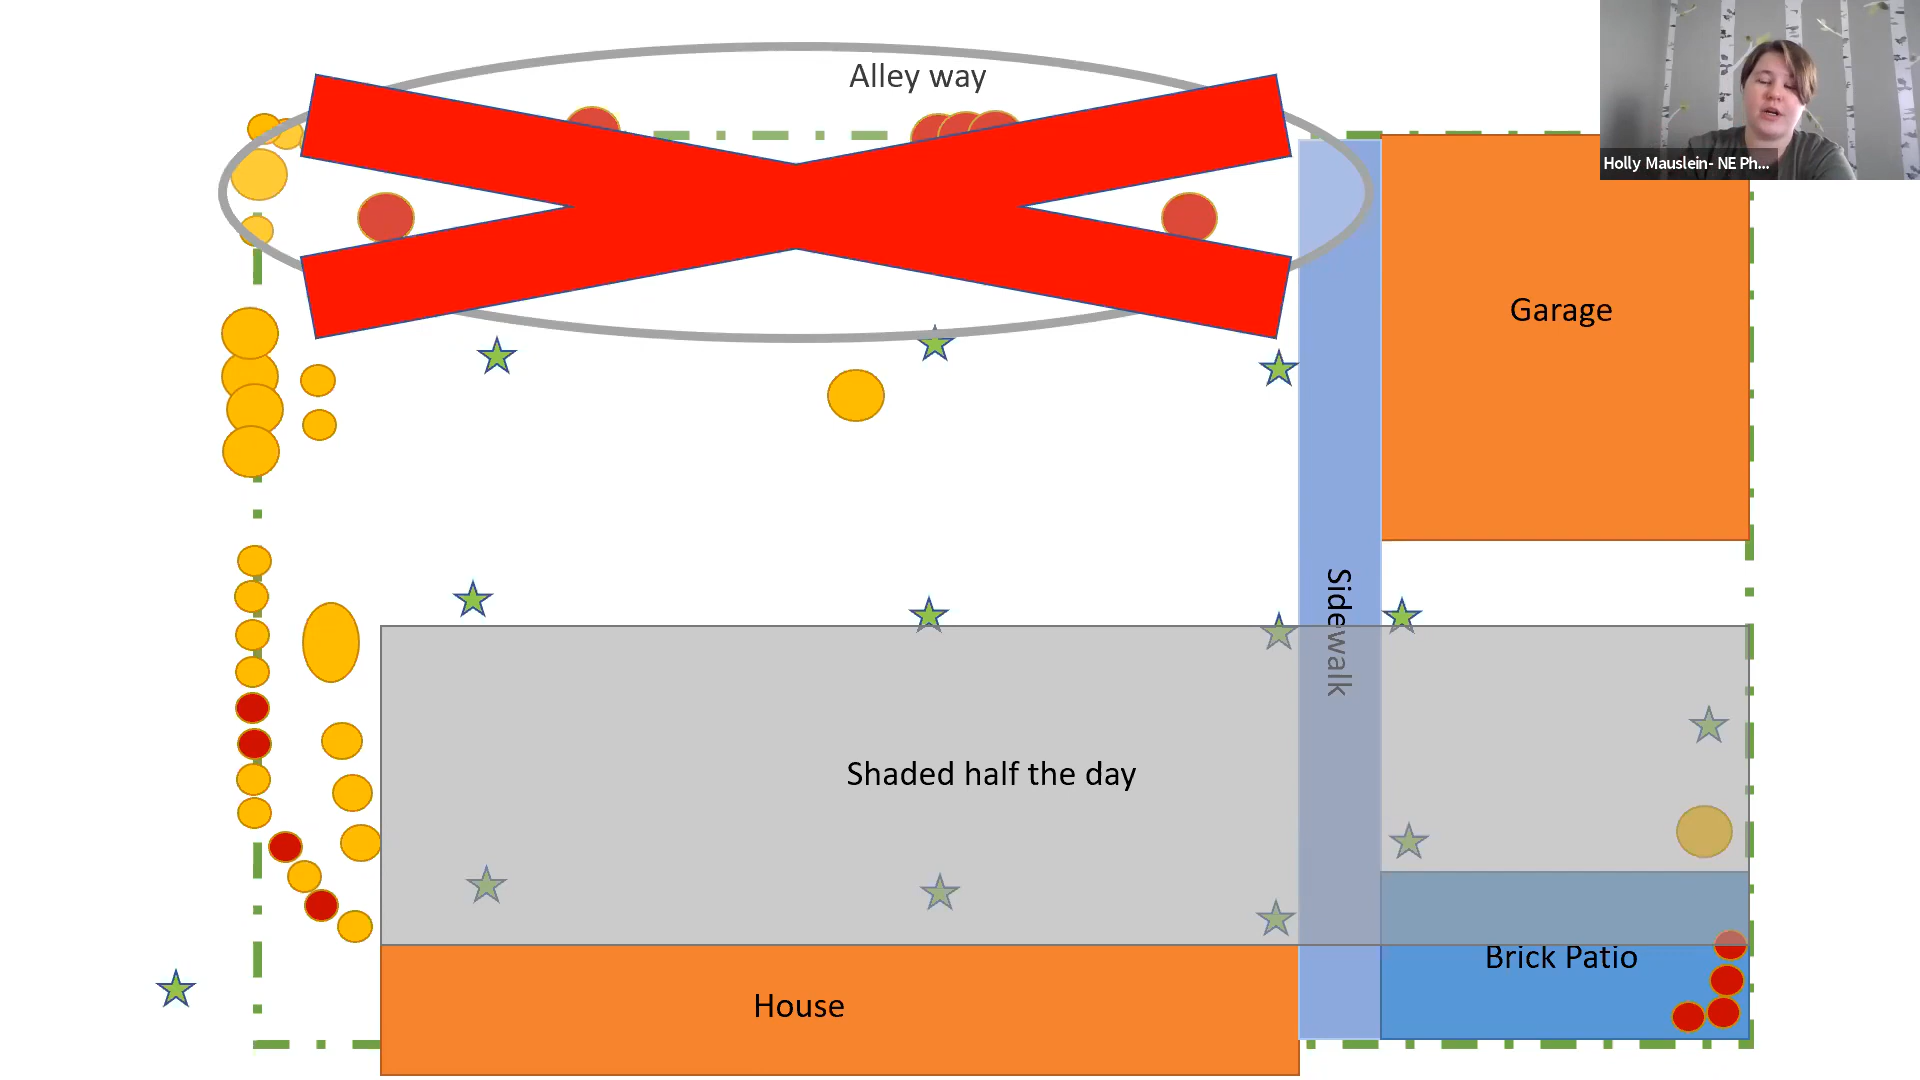 Alley way
Holly Mauslein- NE Ph...
Garage
Sidewalk
Shaded half the day
Brick Patio
House